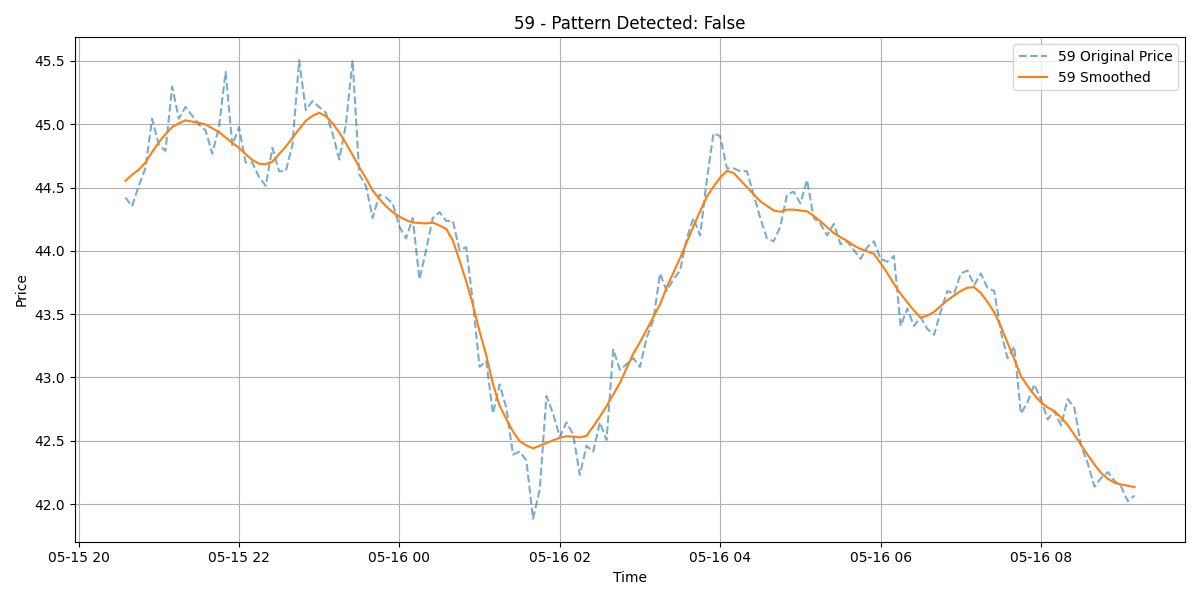 59 - Pattern Detected: False
59 Original Price
59 Smoothed
Price
45.5
45.0
44.5
44.0
43.5
43.0
42.5
42.0
05-15 20 05-15 22 05-16 00 05-16 02 05-16 04 05-16 06 05-16 08
Time